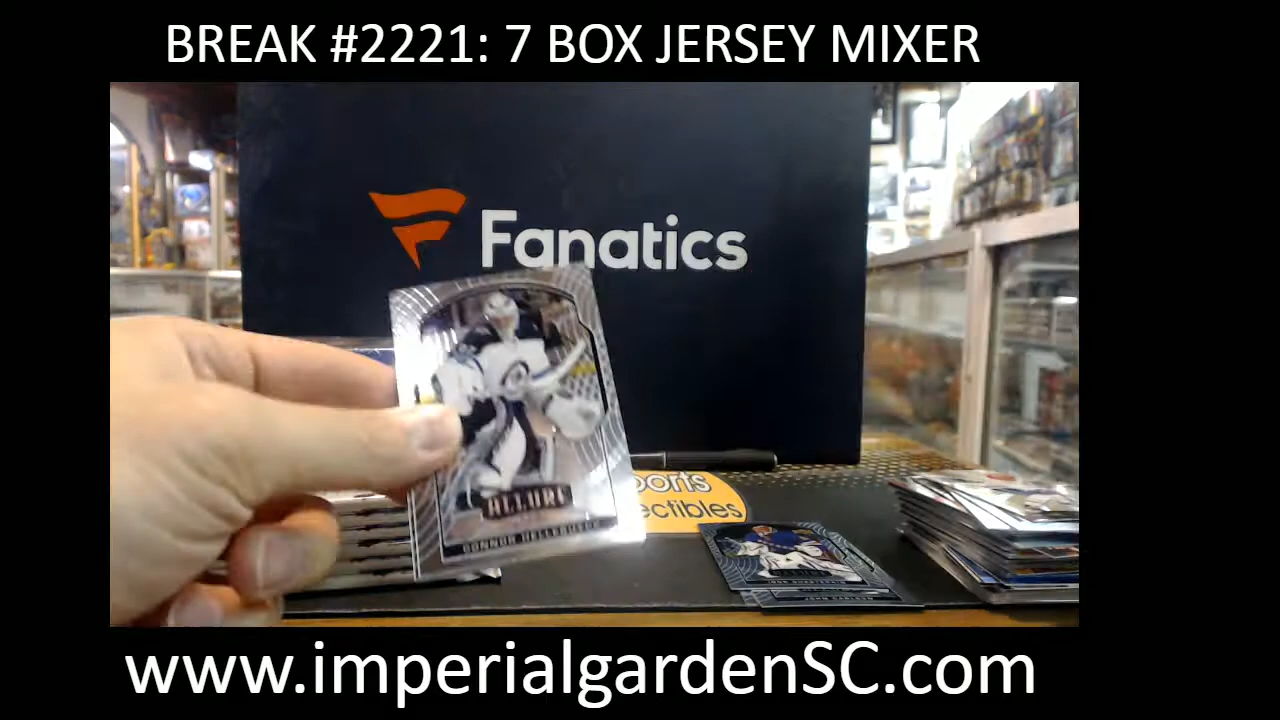 BREAK #2221: 7 BOX JERSEY MIXER
Fanatics
ALLURE
CONNOR HELLEBUYCK
www.imperialgardenSC.com